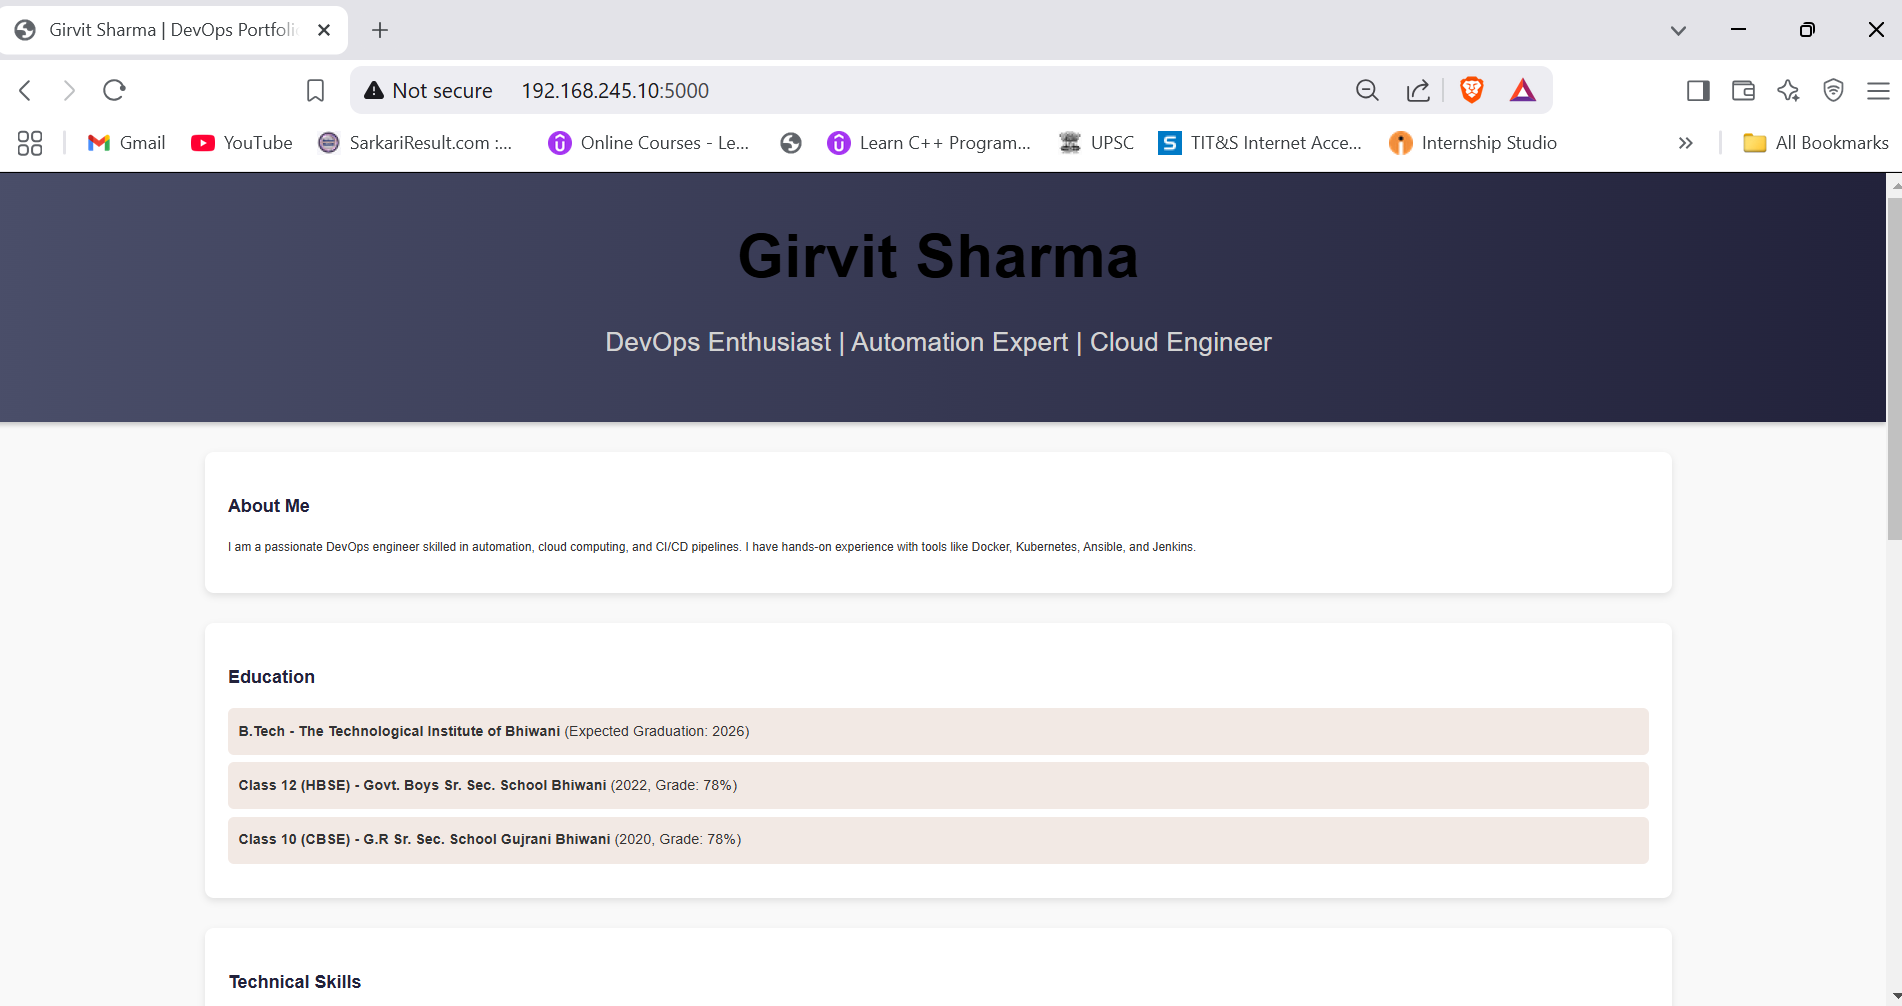 Girvit Sharma | DevOps Portfoli
Not secure 192.168.245.10:5000
Gmail YouTube SarkariResult.com :... Online Courses - Le... Learn C++ Program... UPSC TIT&S Internet Acce... Internship Studio All Bookmarks
Girvit Sharma
DevOps Enthusiast | Automation Expert | Cloud Engineer
About Me
I am a passionate DevOps engineer skilled in automation, cloud computing, and CI/CD pipelines. I have hands-on experience with tools like Docker, Kubernetes, Ansible, and Jenkins.
Education
B.Tech - The Technological Institute of Bhiwani (Expected Graduation: 2026)
Class 12 (HBSE) - Govt. Boys Sr. Sec. School Bhiwani (2022, Grade: 78%)
Class 10 (CBSE) - G.R Sr. Sec. School Gujrani Bhiwani (2020, Grade: 78%)
Technical Skills